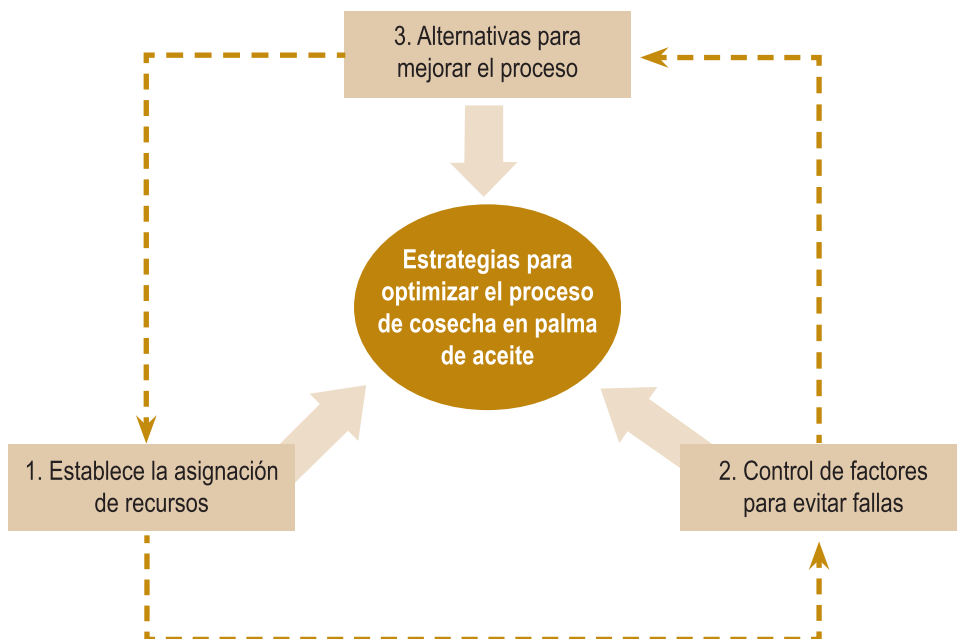 3. Alternativas para
mejorar el proceso
Estrategias para
optimizar el proceso
de cosecha en palma
de aceite
1. Establece la asignación
de recursos
2. Control de factores
para evitar fallas